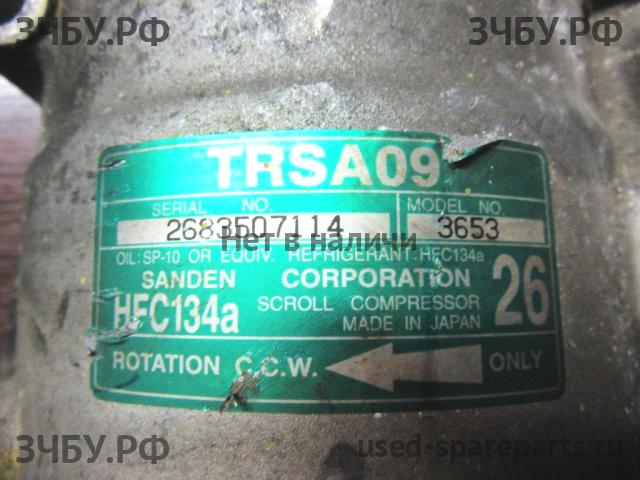 ЗЧБУ.РФ ЗЧБУ.РФ
TRSA09
SERIAL NO. MODEL NO.
2683507114 3653
Нет в наличи
OIL: SP-10 OR EQUIV. REFRIGERANT: HFC134a
SANDEN CORPORATION
HFC134a SCROLL COMPRESSOR 26
MADE IN JAPAN
ROTATION C.C.W. ONLY
ЗЧБУ.РФ used-spareparts.ru